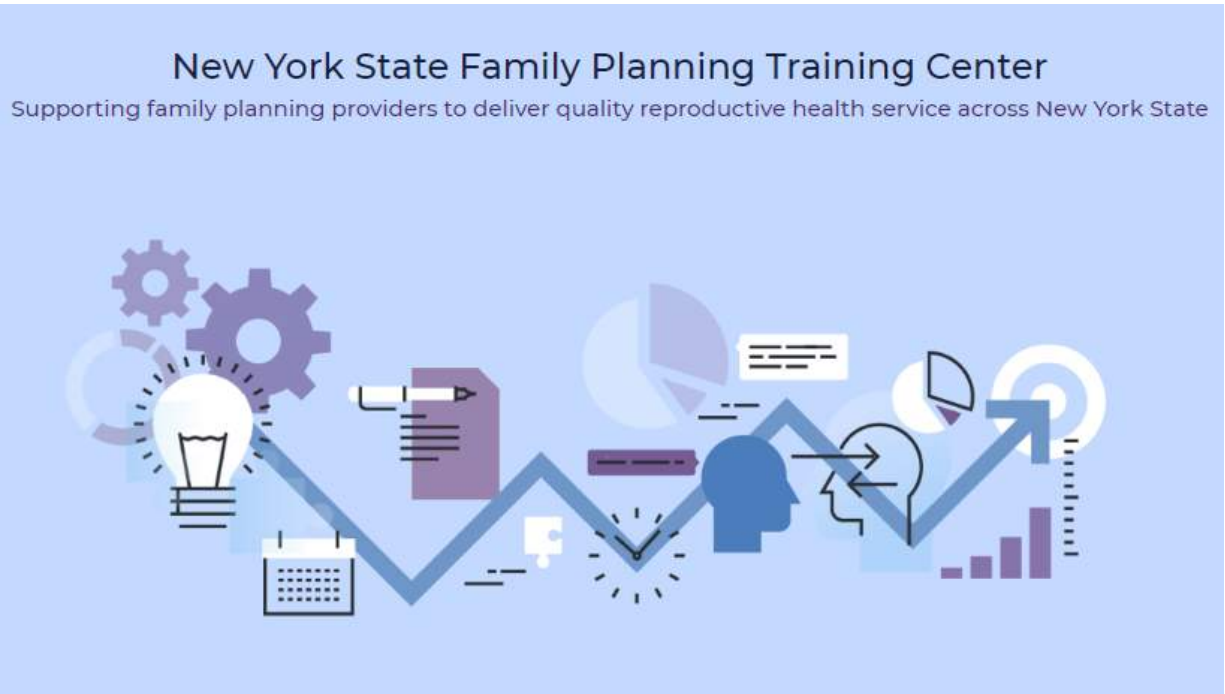 New York State Family Planning Training Center
Supporting family planning providers to deliver quality reproductive health service across New York State